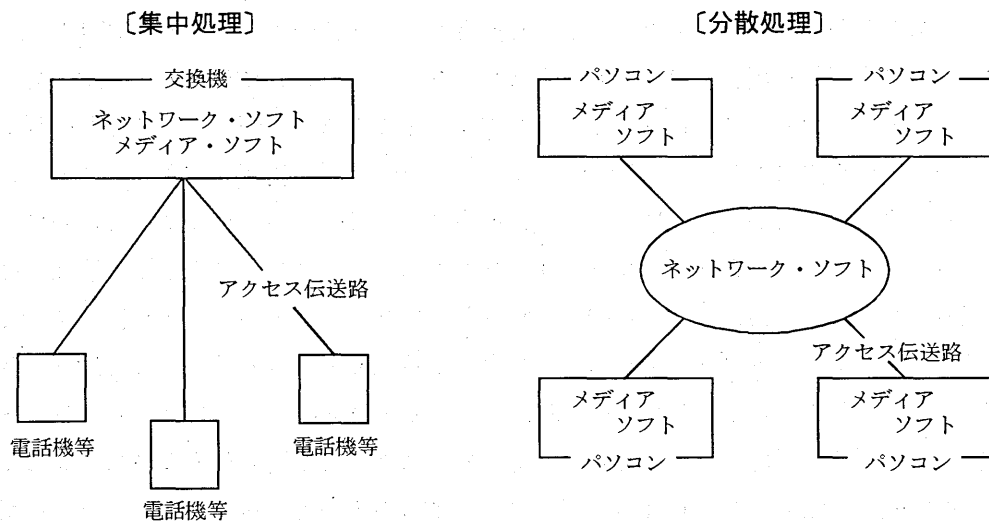 〔集中処理〕
交換機
ネットワーク・ソフト
メディア・ソフト
アクセス伝送路
電話機等
電話機等
電話機等
〔分散処理〕
パソコン
メディア
ソフト
パソコン
メディア
ソフト
ネットワーク・ソフト
アクセス伝送路
メディア
ソフト
パソコン
メディア
ソフト
パソコン